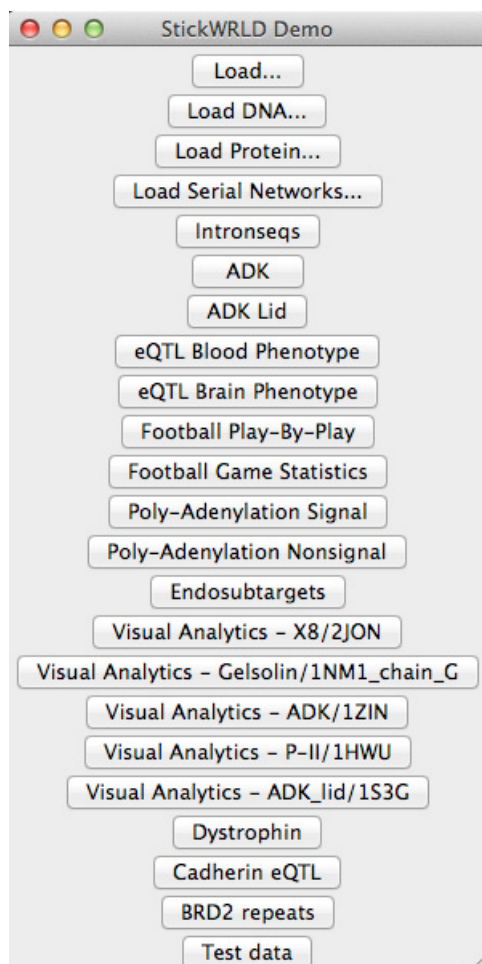 StickWRLD Demo
Load...
Load DNA...
Load Protein...
Load Serial Networks...
Intronseqs
ADK
ADK Lid
eQTL Blood Phenotype
eQTL Brain Phenotype
Football Play-By-Play
Football Game Statistics
Poly-Adenylation Signal
Poly-Adenylation Nonsignal
Endosubtargets
Visual Analytics - X8/2JON
Visual Analytics - Gelsolin/1NM1_chain_G
Visual Analytics - ADK/1ZIN
Visual Analytics - P-II/1HWU
Visual Analytics - ADK_lid/1S3G
Dystrophin
Cadherin eQTL
BRD2 repeats
Test data